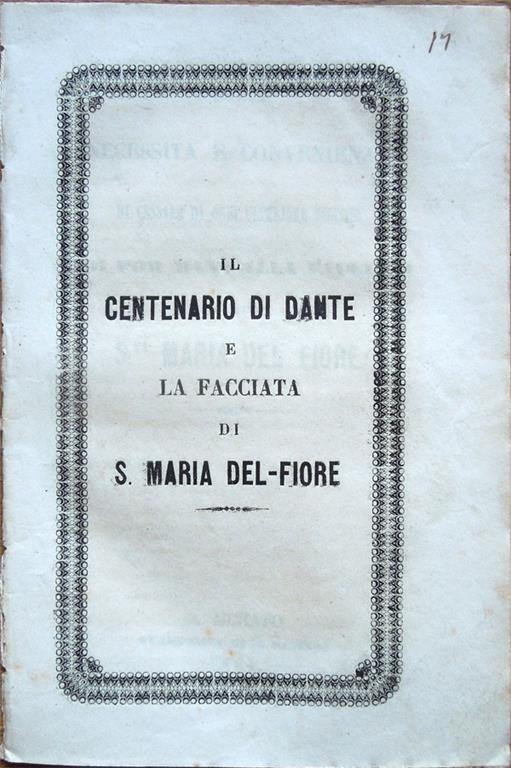 17
IL
CENTENARIO DI DANTE
E
LA FACCIATA
DI
S. MARIA DEL-FIORE